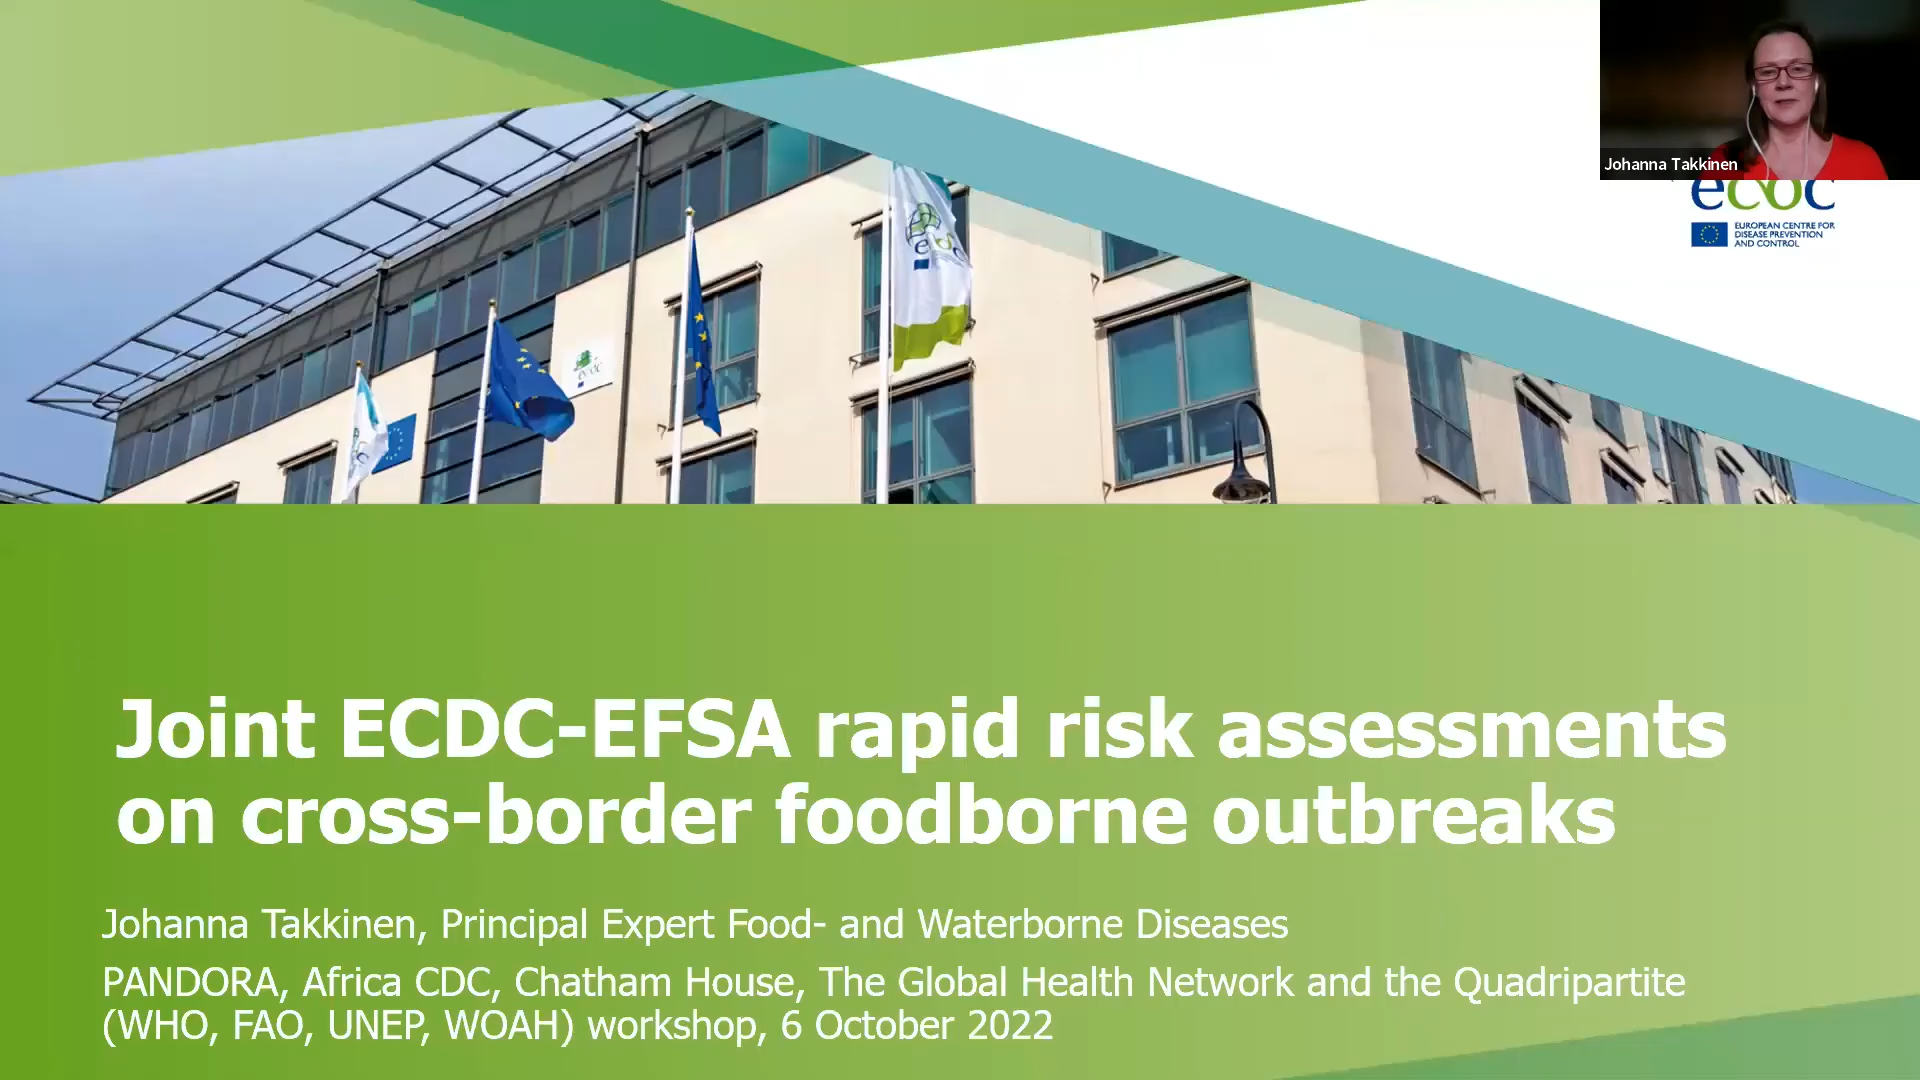 Johanna Takkinen
ecdc
EUROPEAN CENTRE FOR
DISEASE PREVENTION
AND CONTROL
ecdc
Joint ECDC-EFSA rapid risk assessments
on cross-border foodborne outbreaks
Johanna Takkinen, Principal Expert Food- and Waterborne Diseases
PANDORA, Africa CDC, Chatham House, The Global Health Network and the Quadripartite
(WHO, FAO, UNEP, WOAH) workshop, 6 October 2022